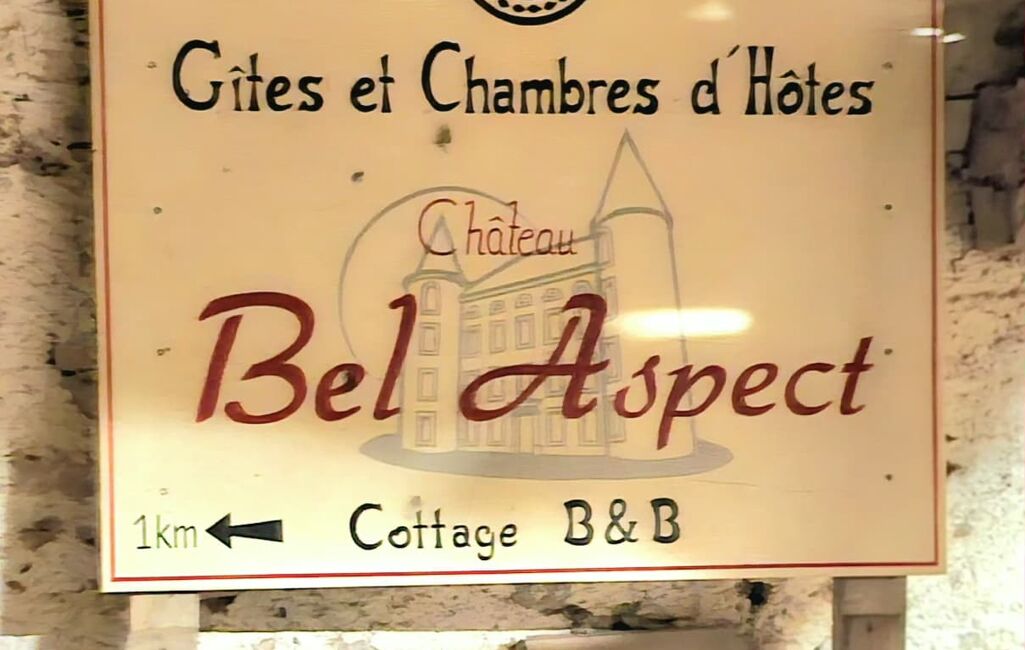 Gîtes et Chambres d'Hôtes
Château
Bel Aspect
1km Cottage B & B